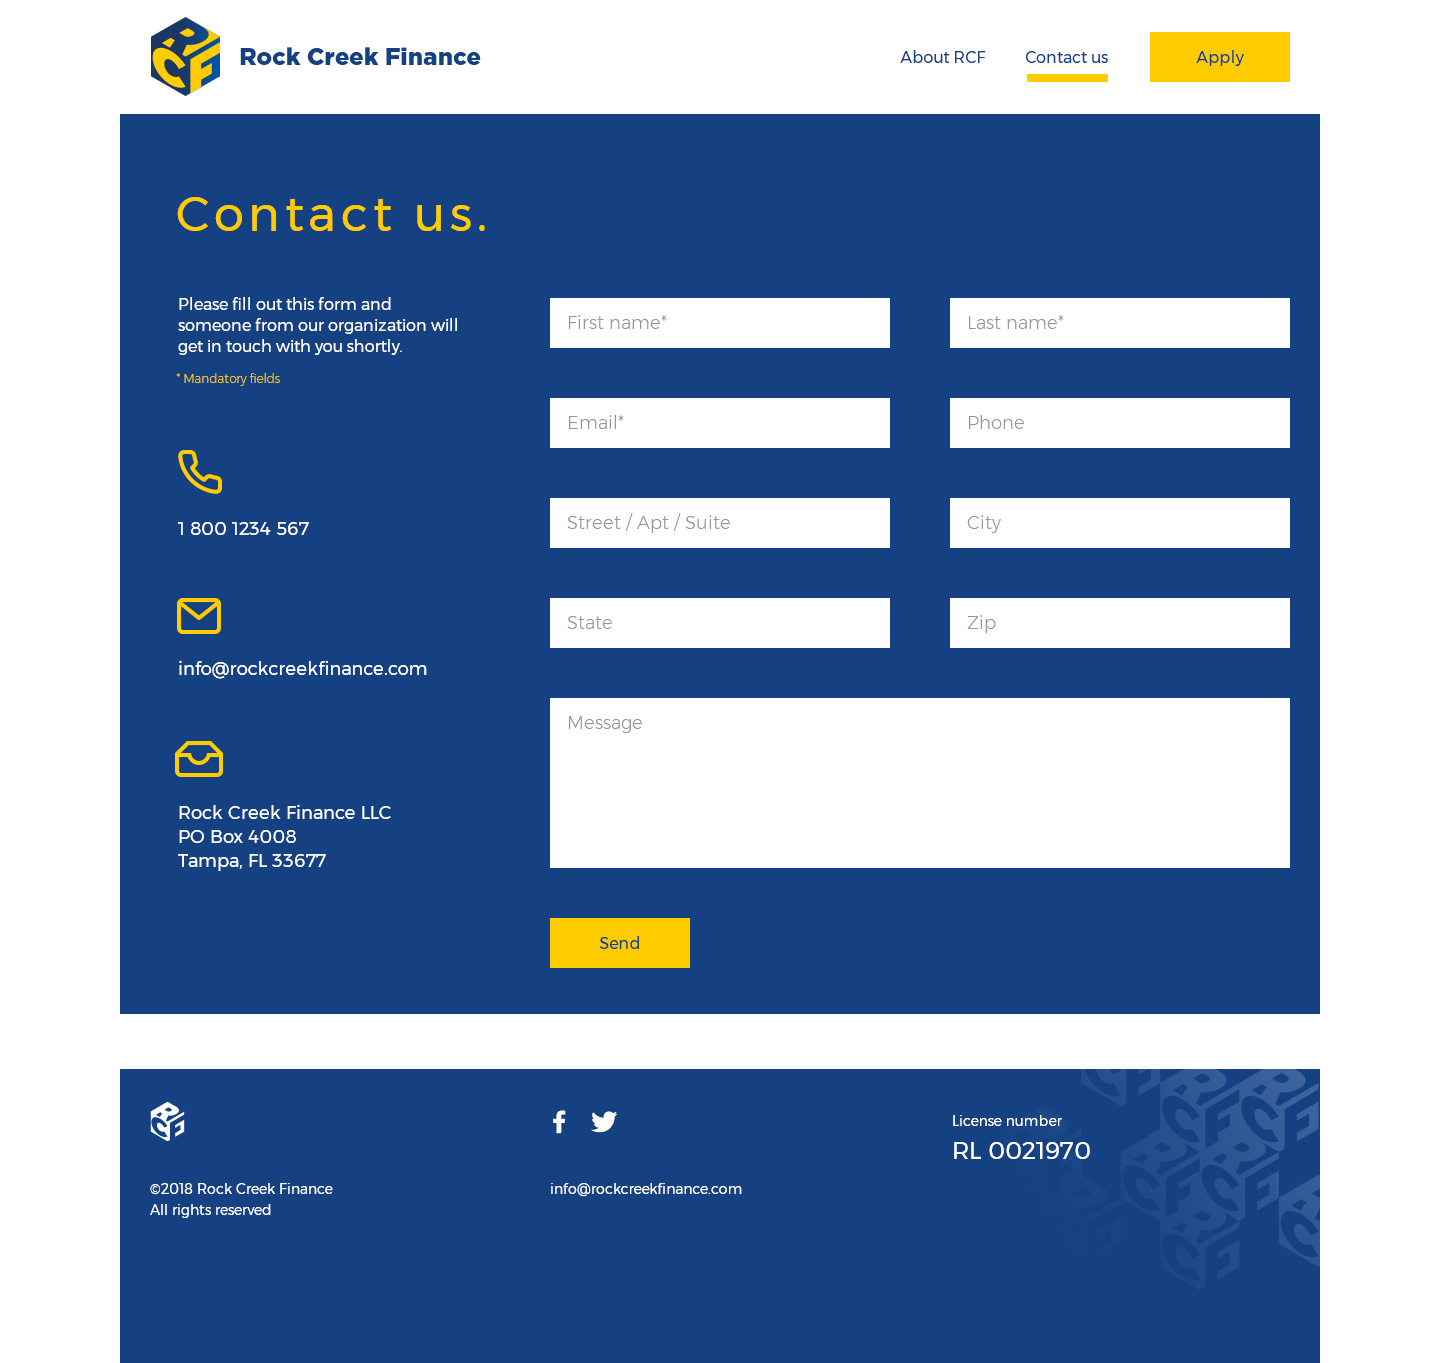 RCF
Rock Creek Finance
About RCF
Contact us
Apply
Contact us.
Please fill out this form and
someone from our organization will
get in touch with you shortly.
* Mandatory fields
1 800 1234 567
info@rockcreekfinance.com
Rock Creek Finance LLC
PO Box 4008
Tampa, FL 33677
First name*
Last name*
Email*
Phone
Street / Apt / Suite
City
State
Zip
Message
Send
RCF
©2018 Rock Creek Finance
All rights reserved
info@rockcreekfinance.com
License number
RL 0021970